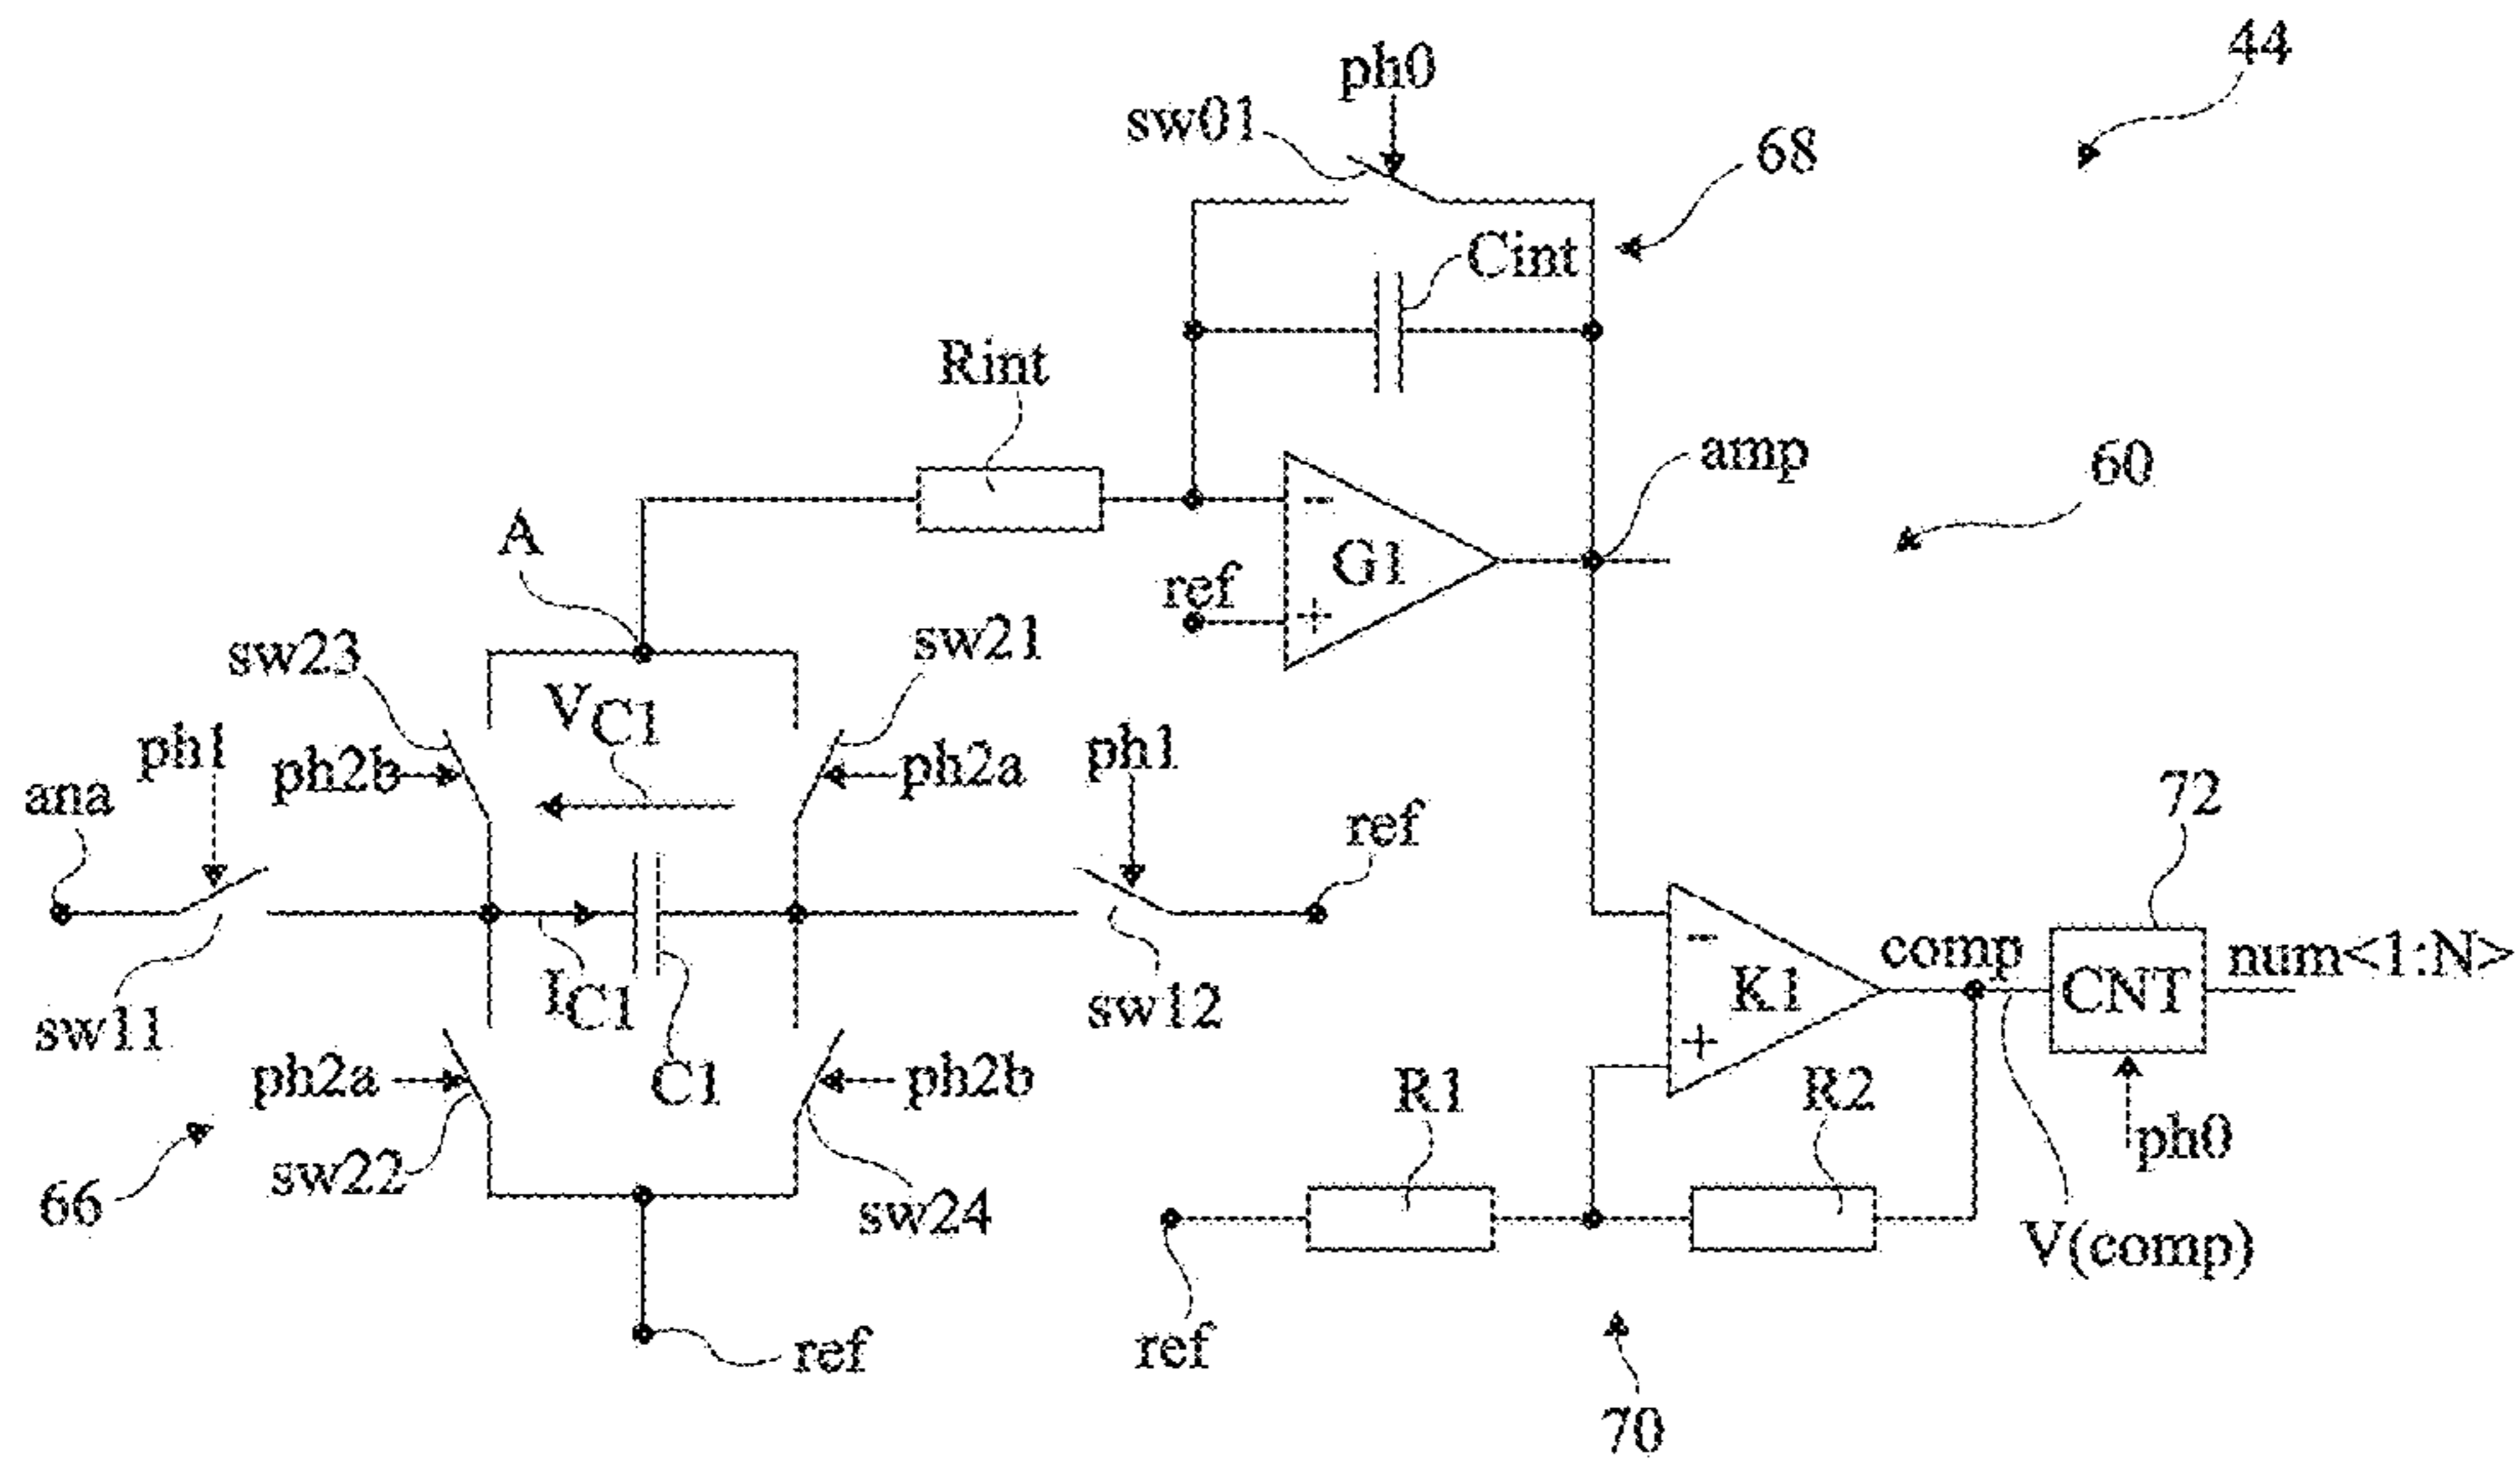 44
ph0
sw01
68
Cint
Rint
amp
60
A
-
G1
ref
+
sw23
sw21
VC1
ph1
ph2b
ph2a
ph1
ana
ref
72
-
comp
num<1:N>
K1
CNT
IC1
sw11
sw12
+
ph2a
C1
ph2b
R1
R2
ph0
66
sw22
sw24
V(comp)
ref
ref
70